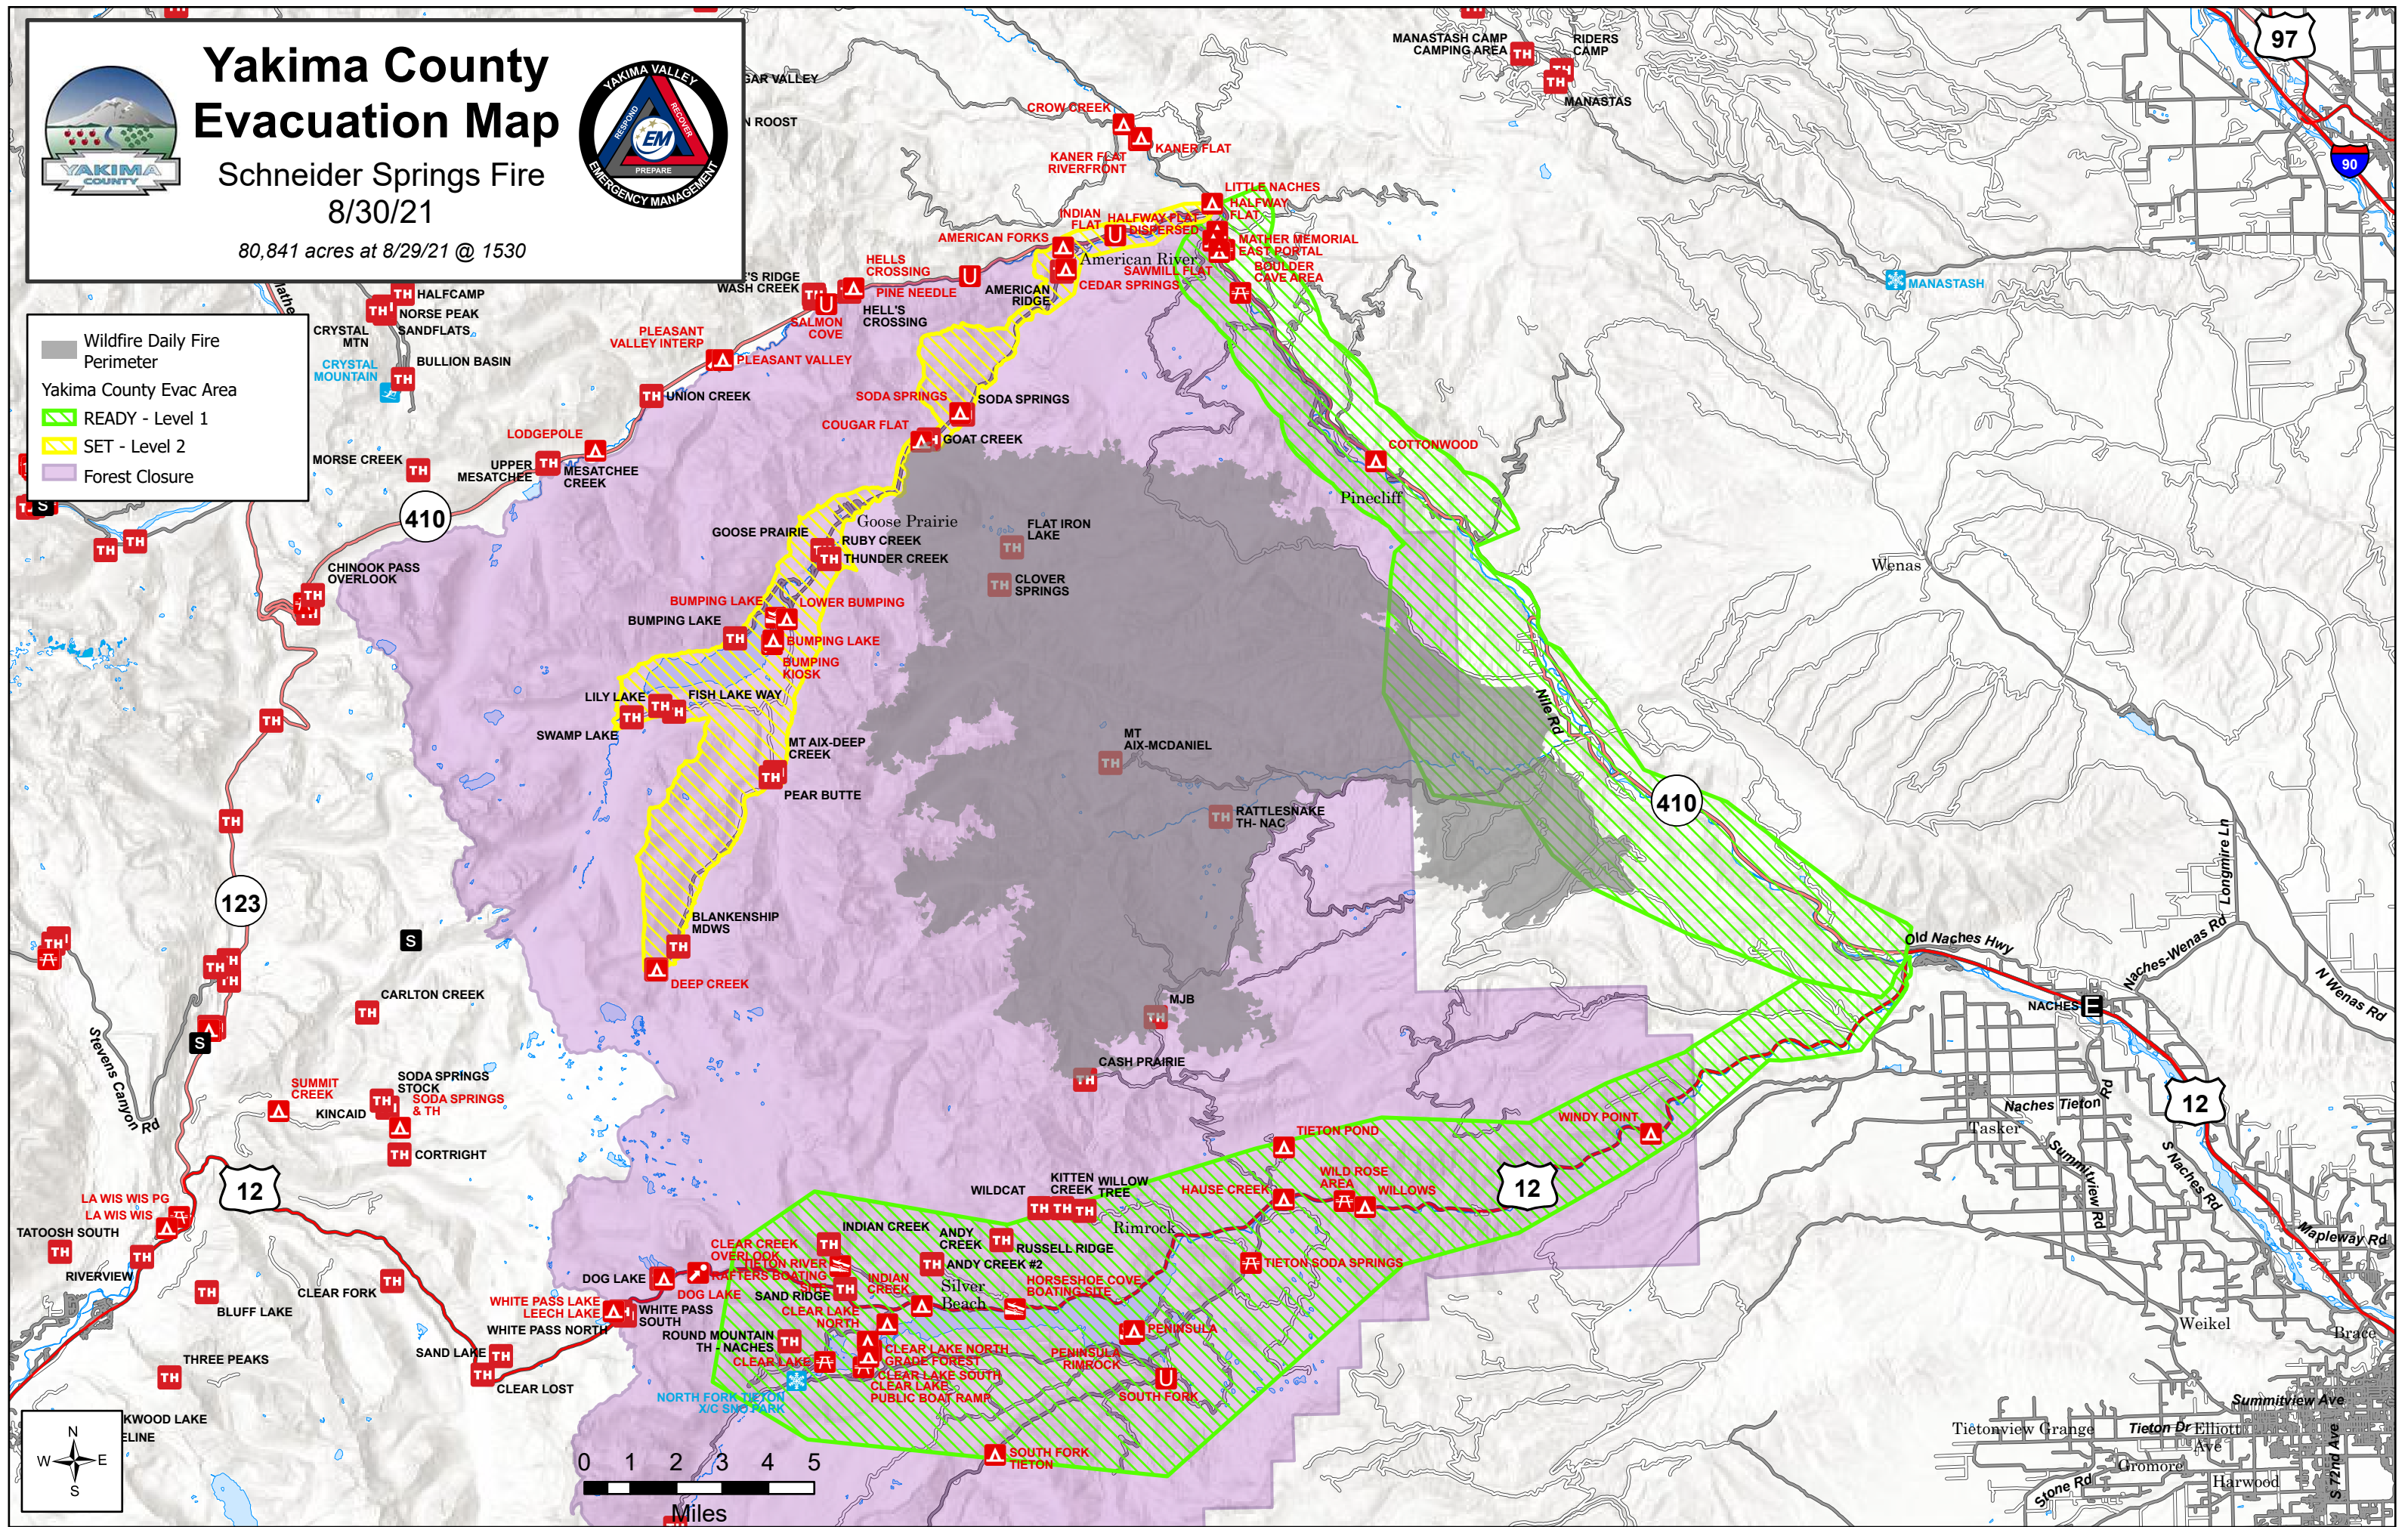 Yakima County
Evacuation Map
Schneider Springs Fire
8/30/21
80,841 acres at 8/29/21 @ 1530
YAKIMA
COUNTY
YAKIMA VALLEY
RESPOND
RECOVER
EM
PREPARE
EMERGENCY MANAGEMENT
Wildfire Daily Fire
Perimeter
Yakima County Evac Area
READY - Level 1
SET - Level 2
Forest Closure
MANASTASH CAMP
CAMPING AREA
RIDERS
CAMP
MANASTAS
97
90
CROW CREEK
KANER FLAT
KANER FLAT
RIVERFRONT
LITTLE NACHES
HALFWAY
FLAT
INDIAN
FLAT
HALFWAY FLAT
DISPERSED
AMERICAN FORKS
MATHER MEMORIAL
EAST PORTAL
American River
SAWMILL FLAT
BOULDER
CAVE AREA
CEDAR SPRINGS
AMERICAN
RIDGE
HELLS
CROSSING
PINE NEEDLE
WASH CREEK
SALMON
COVE
HELL'S
CROSSING
MANASTASH
HALFCAMP
NORSE PEAK
SANDFLATS
CRYSTAL
MTN
CRYSTAL
MOUNTAIN
BULLION BASIN
PLEASANT
VALLEY INTERP
PLEASANT VALLEY
UNION CREEK
SODA SPRINGS
SODA SPRINGS
COUGAR FLAT
GOAT CREEK
LODGEPOLE
MORSE CREEK
UPPER
MESATCHEE
MESATCHEE
CREEK
410
COTTONWOOD
Pinecliff
Goose Prairie
GOOSE PRAIRIE
RUBY CREEK
THUNDER CREEK
FLAT IRON
LAKE
CLOVER
SPRINGS
CHINOOK PASS
OVERLOOK
Wenas
BUMPING LAKE
LOWER BUMPING
BUMPING LAKE
BUMPING LAKE
BUMPING
KIOSK
LILY LAKE
FISH LAKE WAY
SWAMP LAKE
MT AIX-DEEP
CREEK
PEAR BUTTE
MT
AIX-MCDANIEL
RATTLESNAKE
TH- NAC
Nile Rd
410
Longmire Ln
123
BLANKENSHIP
MDWS
DEEP CREEK
Old Naches Hwy
Naches-Wenas Rd
N Wenas Rd
NACHES
E
CARLTON CREEK
MJB
CASH PRAIRIE
Stevens Canyon Rd
SODA SPRINGS
STOCK
SODA SPRINGS
& TH
SUMMIT
CREEK
KINCAID
CORTRIGHT
12
Naches Tieton Rd
Tasker
Summitview Rd
S Naches Rd
Mapleway Rd
TIETON POND
WINDY POINT
WILD ROSE
AREA
WILLOWS
HAUSE CREEK
12
12
LA WIS WIS PG
LA WIS WIS
TATOOSH SOUTH
RIVERVIEW
BLUFF LAKE
CLEAR FORK
THREE PEAKS
WILDCAT
KITTEN
CREEK
WILLOW
TREE
Rimrock
INDIAN CREEK
ANDY
CREEK
RUSSELL RIDGE
ANDY CREEK #2
CLEAR CREEK
OVERLOOK
TIETON RIVER
RAFTERS BOATING
SITE
DOG LAKE
DOG LAKE
SAND RIDGE
INDIAN
CREEK
Silver
Beach
HORSESHOE COVE
BOATING SITE
TIETON SODA SPRINGS
WHITE PASS LAKE
LEECH LAKE
WHITE PASS
SOUTH
WHITE PASS NORTH
CLEAR LAKE
NORTH
ROUND MOUNTAIN
TH - NACHES
CLEAR LAKE
CLEAR LAKE NORTH
GRADE FOREST
CLEAR LAKE SOUTH
CLEAR LAKE
PUBLIC BOAT RAMP
NORTH FORK TIETON
X/C SNO PARK
PENINSULA
PENINSULA
RIMROCK
SOUTH FORK
SOUTH FORK
TIETON
SAND LAKE
CLEAR LOST
Weikel
Brace
Summitview Ave
Tietonview Grange
Tieton Dr
Elliott
Ave
Gromore
Harwood
Stone Rd
S 72nd Ave
N
W
E
S
0 1 2 3 4 5
Miles